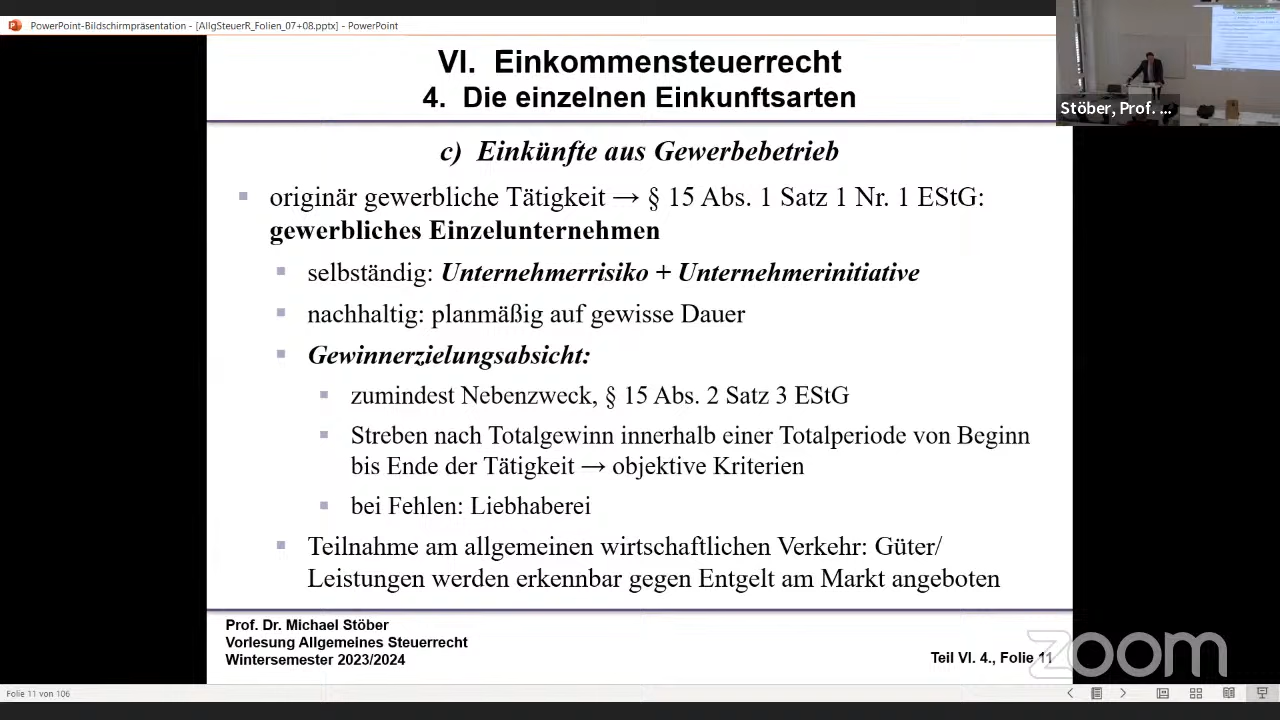 PowerPoint-Bildschirmpräsentation - [AllgSteuerR_Folien_07+08.pptx] - PowerPoint
Stöber, Prof. ...
VI. Einkommensteuerrecht
4. Die einzelnen Einkunftsarten
c) Einkünfte aus Gewerbebetrieb
originär gewerbliche Tätigkeit → § 15 Abs. 1 Satz 1 Nr. 1 EStG:
gewerbliches Einzelunternehmen
selbständig: Unternehmerrisiko + Unternehmerinitiative
nachhaltig: planmäßig auf gewisse Dauer
Gewinnerzielungsabsicht:
zumindest Nebenzweck, § 15 Abs. 2 Satz 3 EStG
Streben nach Totalgewinn innerhalb einer Totalperiode von Beginn
bis Ende der Tätigkeit → objektive Kriterien
bei Fehlen: Liebhaberei
Teilnahme am allgemeinen wirtschaftlichen Verkehr: Güter/
Leistungen werden erkennbar gegen Entgelt am Markt angeboten
Prof. Dr. Michael Stöber
Vorlesung Allgemeines Steuerrecht
Wintersemester 2023/2024
Teil VI. 4., Folie 11
zoom
Folie 11 von 106